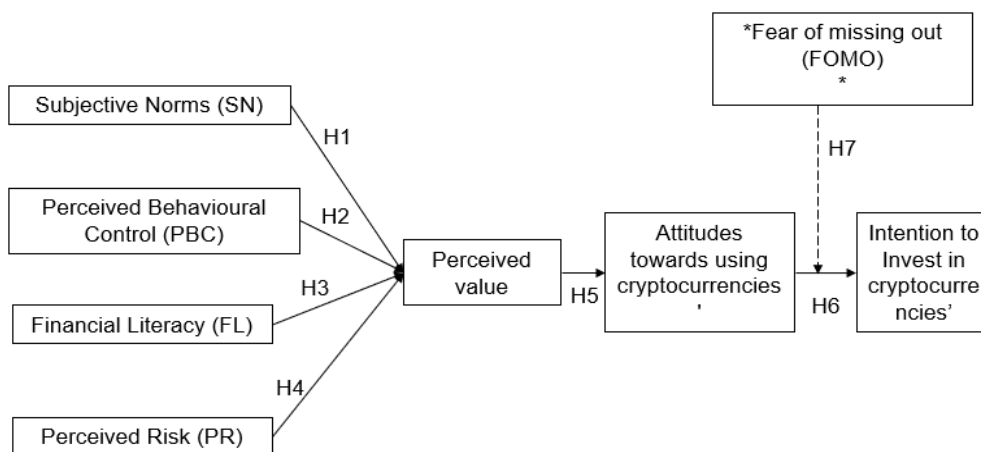 *Fear of missing out
(FOMO)
*
Subjective Norms (SN)
H1
H7
Perceived Behavioural
Control (PBC)
H2
Perceived
value
Attitudes
towards using
cryptocurrencies
'
Intention to
Invest in
cryptocurre
ncies’
H3
H5
H6
Financial Literacy (FL)
H4
Perceived Risk (PR)